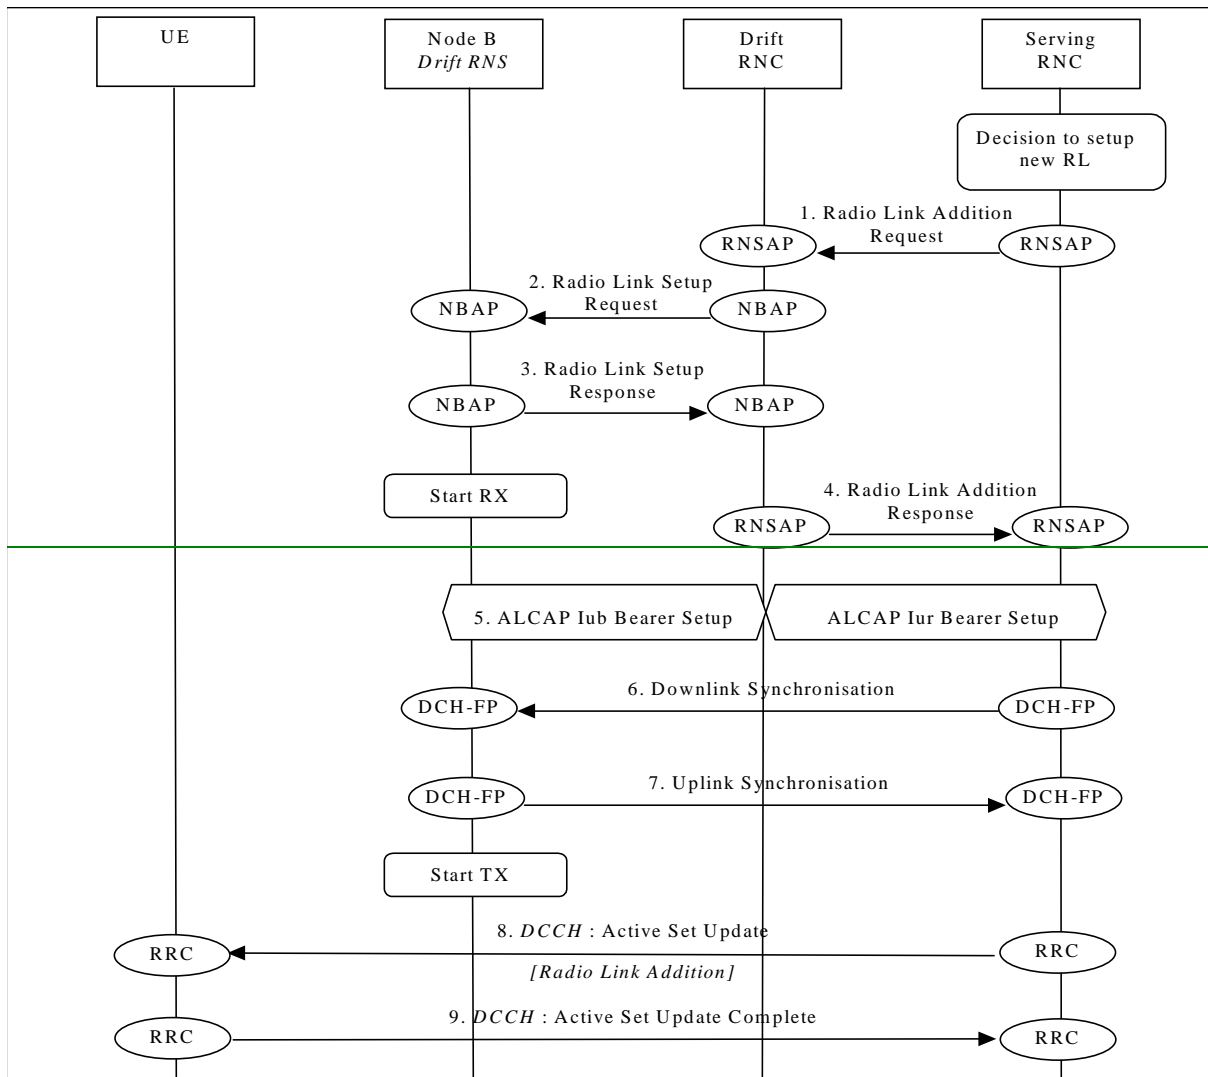 UE
Node B
Drift RNS
Drift
RNC
Serving
RNC
Decision to setup
new RL
1. Radio Link Addition
Request
RNSAP
RNSAP
2. Radio Link Setup
Request
NBAP
NBAP
3. Radio Link Setup
Response
NBAP
NBAP
Start RX
4. Radio Link Addition
Response
RNSAP
RNSAP
5. ALCAP Iub Bearer Setup
ALCAP Iur Bearer Setup
6. Downlink Synchronisation
DCH-FP
DCH-FP
7. Uplink Synchronisation
DCH-FP
DCH-FP
Start TX
8. DCCH : Active Set Update
RRC
RRC
[Radio Link Addition]
9. DCCH : Active Set Update Complete
RRC
RRC